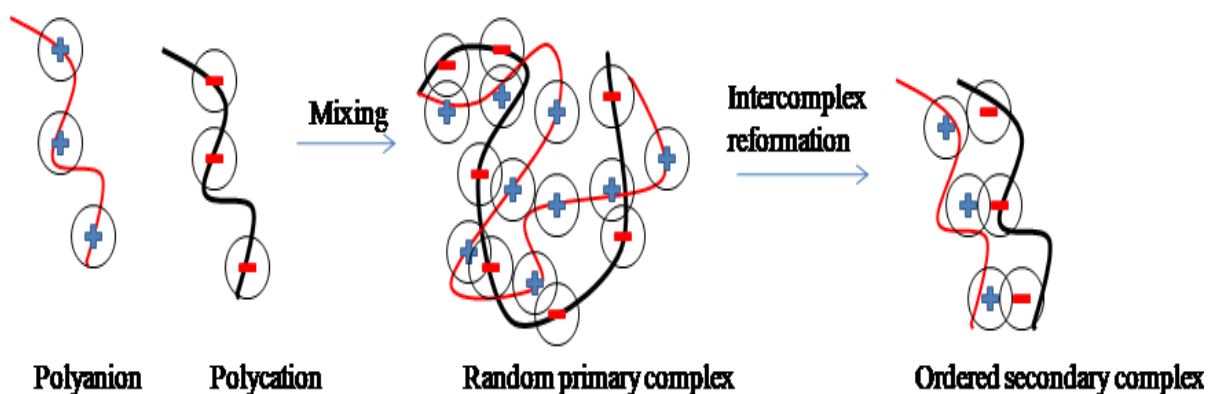 Mixing
Intercomplex
reformation
Polyanion
Polycation
Random primary complex
Ordered secondary complex